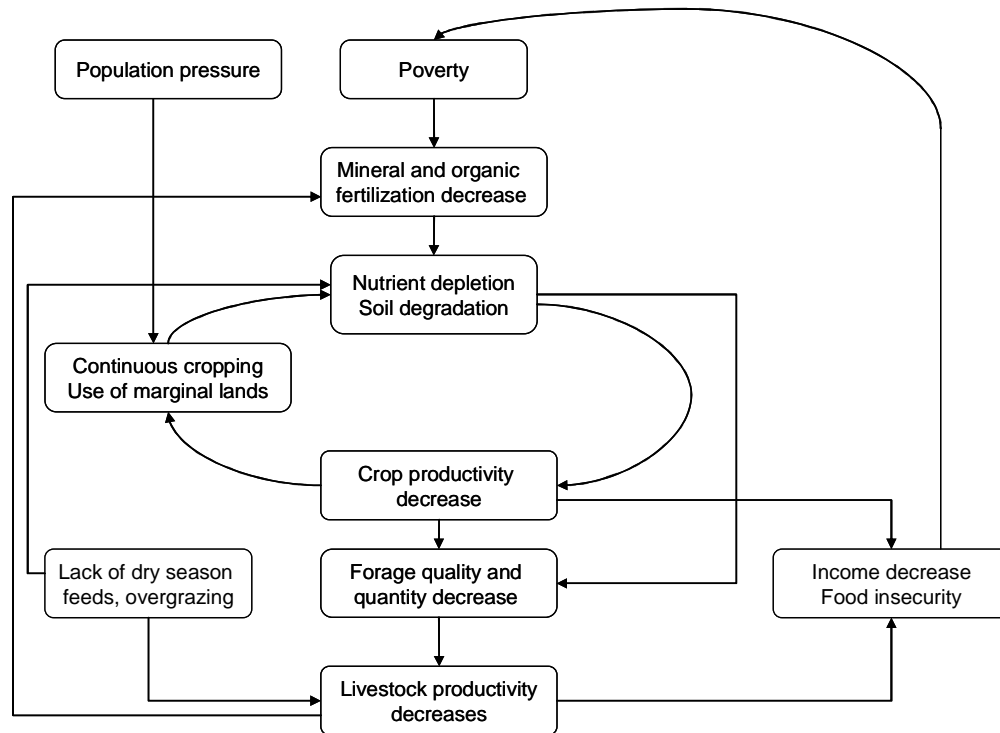 Population pressure
Poverty
Mineral and organic
fertilization decrease
Nutrient depletion
Soil degradation
Continuous cropping
Use of marginal lands
Crop productivity
decrease
Lack of dry season
feeds, overgrazing
Forage quality and
quantity decrease
Income decrease
Food insecurity
Livestock productivity
decreases